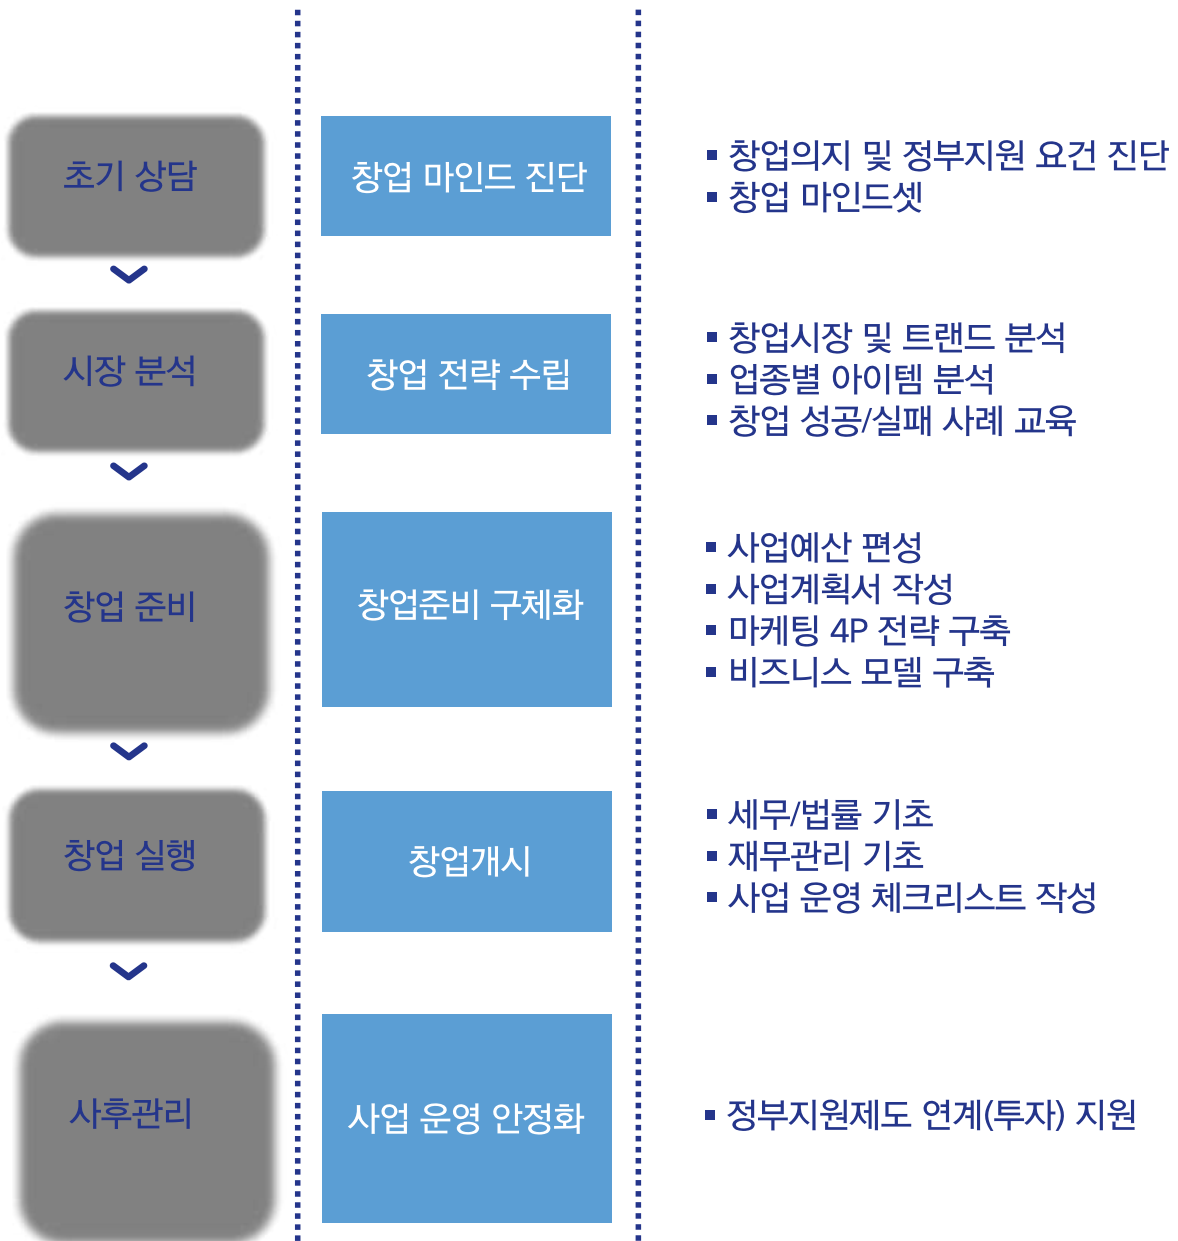 초기 상담
창업 마인드 진단
▪ 창업의지 및 정부지원 요건 진단
▪ 창업 마인드셋
시장 분석
창업 전략 수립
▪ 창업시장 및 트랜드 분석
▪ 업종별 아이템 분석
▪ 창업 성공/실패 사례 교육
창업 준비
창업준비 구체화
▪ 사업예산 편성
▪ 사업계획서 작성
▪ 마케팅 4P 전략 구축
▪ 비즈니스 모델 구축
창업 실행
창업개시
▪ 세무/법률 기초
▪ 재무관리 기초
▪ 사업 운영 체크리스트 작성
사후관리
사업 운영 안정화
▪ 정부지원제도 연계(투자) 지원